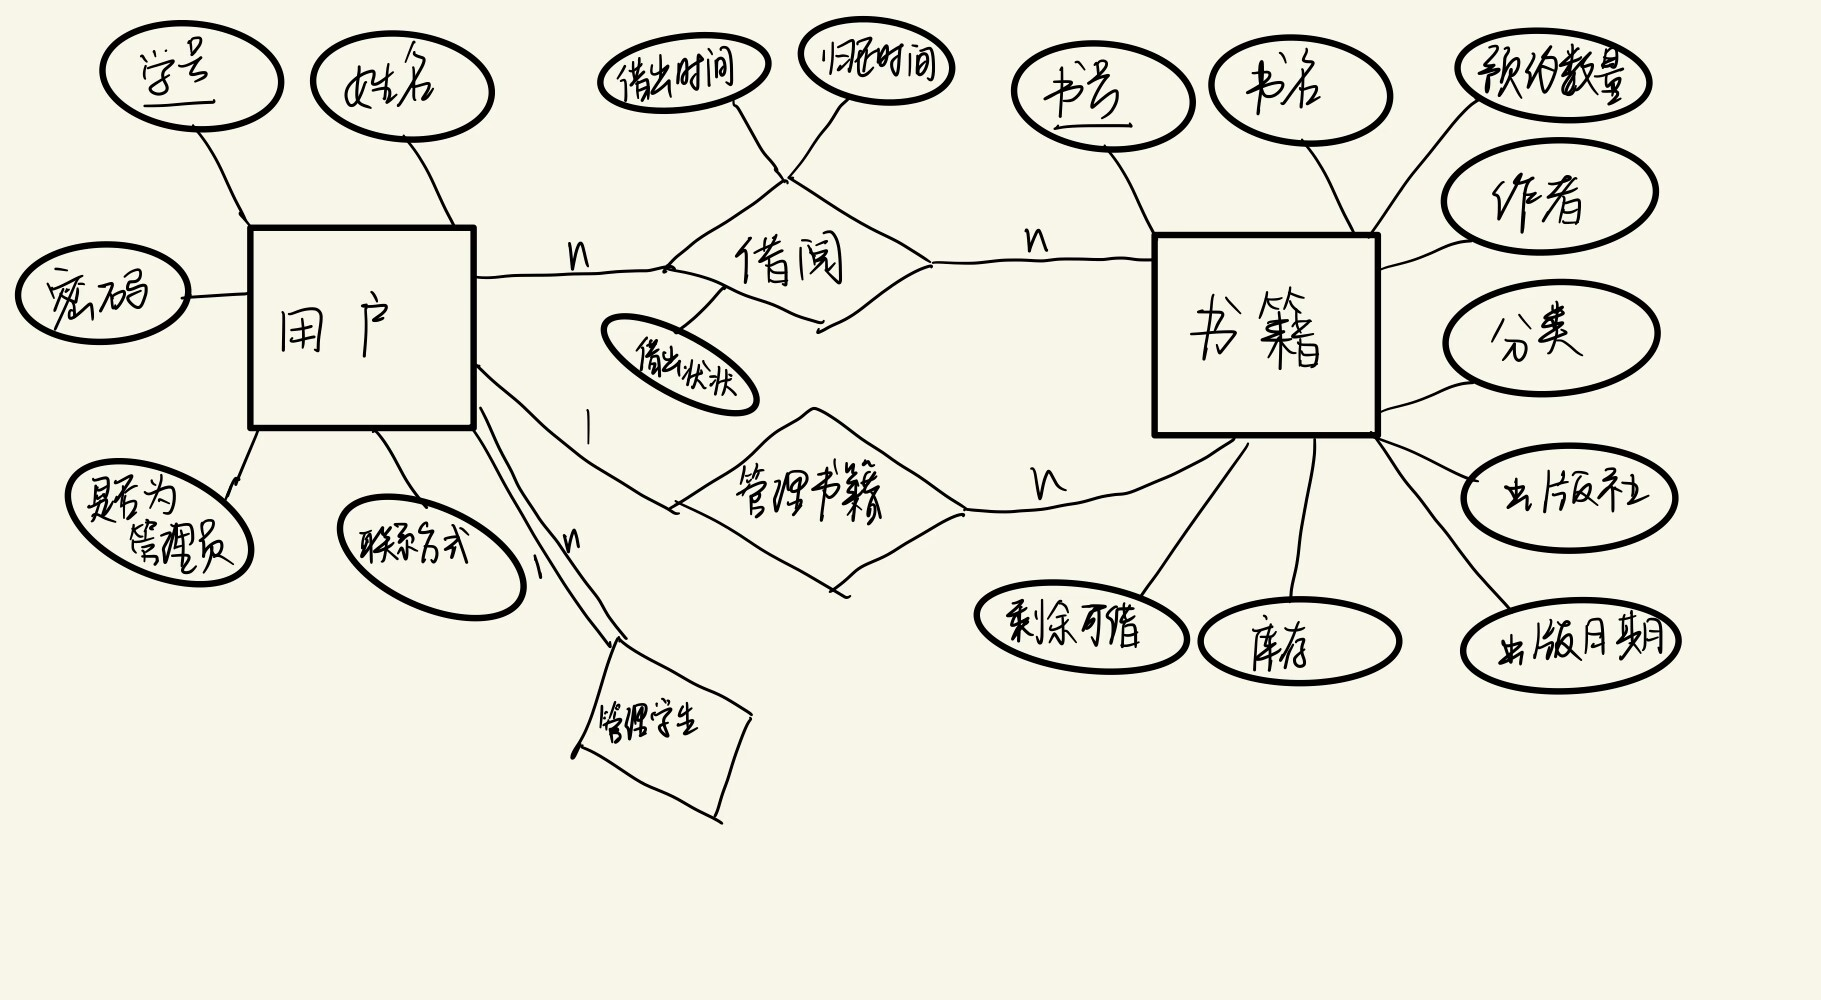 学号
姓名
借出时间
归还时间
书号
书名
预约数量
作者
密码
用户
n
借阅
n
书籍
分类
借出状状
1
管理书籍
n
出版社
是否为
管理员
联系方式
n
1
剩余可借
库存
出版日期
管理学生